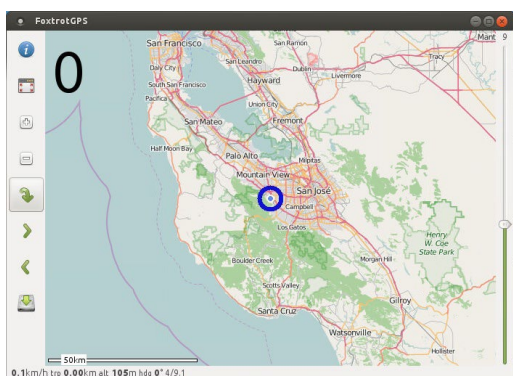 FoxtrotGPS
9
0
San Francisco
San Ramon
Tracy
Daly City
San Leandro
Dublin
Livermore
Hayward
South San Francisco
Pacifica
Union City
San Mateo
Fremont
Half Moon Bay
Palo Alto
Milpitas
Mountain View
San José
Campbell
Los Gatos
Henry
W. Coe
State Park
Boulder Creek
Morgan Hill
Scotts Valley
Gilroy
Santa Cruz
Watsonville
Hollister
50km
0.1km/h trp 0.00km alt 105m hdg 0° 4/9.1